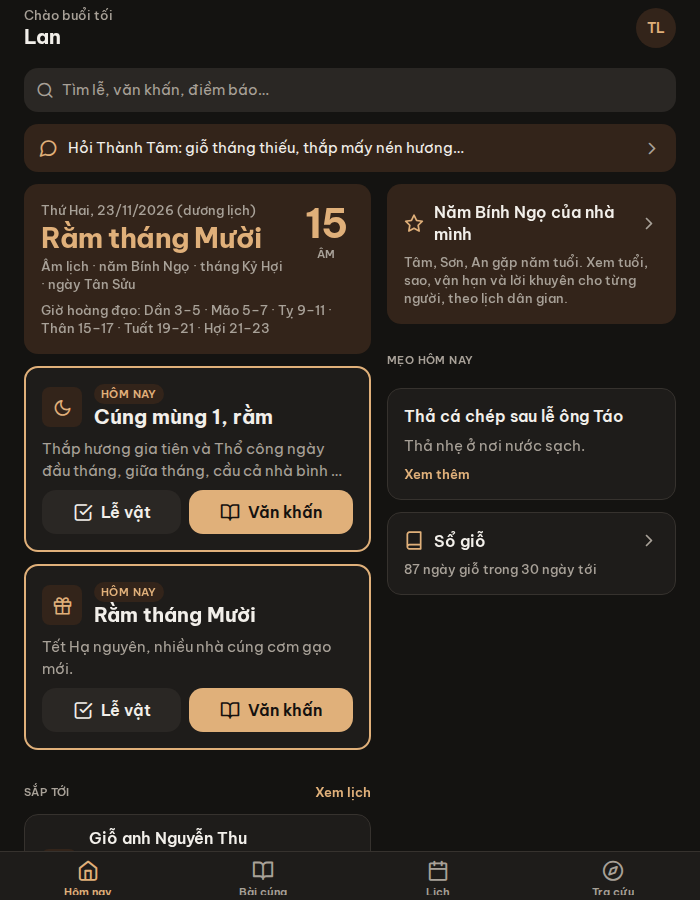 Chào buổi tối
Lan
TL
Tìm lễ, văn khấn, điềm báo…
Hỏi Thành Tâm: giỗ tháng thiếu, thắp mấy nén hương…
Thứ Hai, 23/11/2026 (dương lịch)
Rằm tháng Mười
Âm lịch · năm Bính Ngọ · tháng Kỷ Hợi
· ngày Tân Sửu
Giờ hoàng đạo: Dần 3–5 · Mão 5–7 · Tỵ 9–11 ·
Thân 15–17 · Tuất 19–21 · Hợi 21–23
15
ÂM
HÔM NAY
Cúng mùng 1, rằm
Thắp hương gia tiên và Thổ công ngày
đầu tháng, giữa tháng, cầu cả nhà bình …
Lễ vật
Văn khấn
HÔM NAY
Rằm tháng Mười
Tết Hạ nguyên, nhiều nhà cúng cơm gạo
mới.
Lễ vật
Văn khấn
SẮP TỚI
Xem lịch
Giỗ anh Nguyễn Thu
Năm Bính Ngọ của nhà
mình
Tâm, Sơn, An gặp năm tuổi. Xem tuổi,
sao, vận hạn và lời khuyên cho từng
người, theo lịch dân gian.
MẸO HÔM NAY
Thả cá chép sau lễ ông Táo
Thả nhẹ ở nơi nước sạch.
Xem thêm
Sổ giỗ
87 ngày giỗ trong 30 ngày tới
Hôm nay
Bài cúng
Lịch
Tra cứu